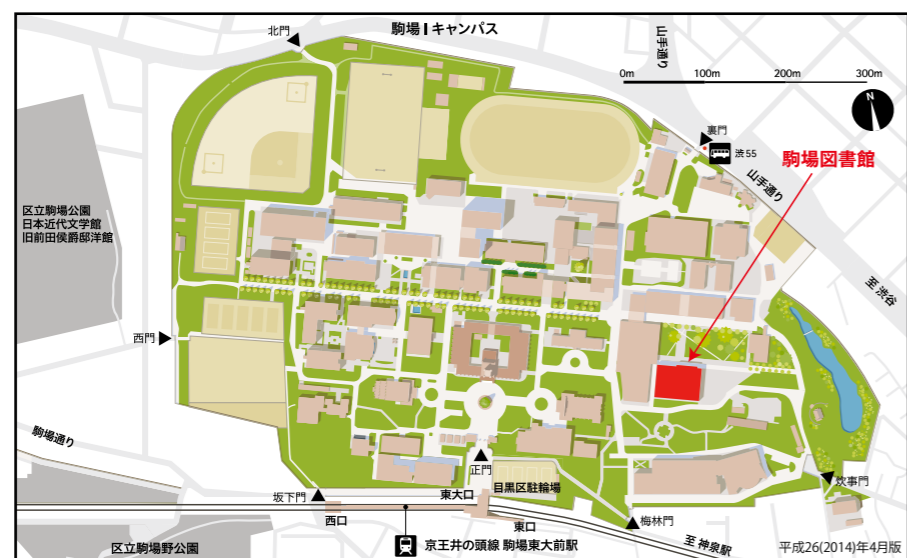 駒場Ⅰキャンパス
北門
山手通り
0m 100m 200m 300m
N
裏門
渋55
駒場図書館
山手通り
至 渋谷
区立駒場公園
日本近代文学館
旧前田侯爵邸洋館
西門
駒場通り
正門
目黒区駐輪場
炊事門
坂下門
東大口
西口
東口
梅林門
至 神泉駅
区立駒場野公園
京王井の頭線 駒場東大前駅
平成26(2014)年4月版